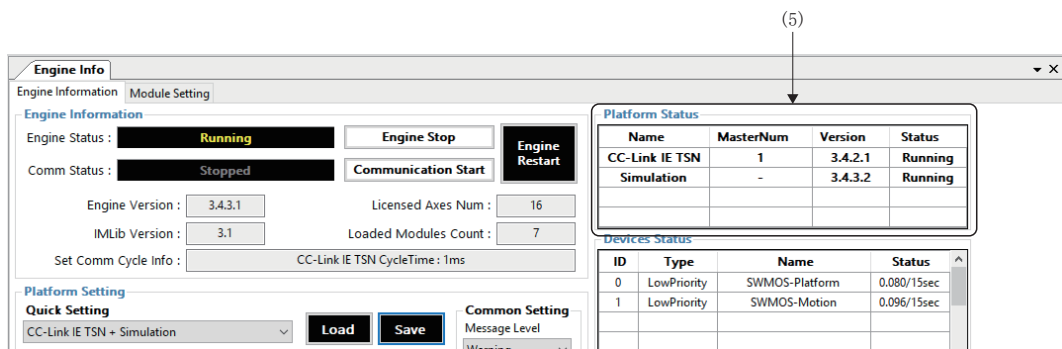 (5)
Engine Info
Engine Information Module Setting
Engine Information
Engine Status : Running Engine Stop Engine Restart
Comm Status : Stopped Communication Start
Engine Version : 3.4.3.1 Licensed Axes Num : 16
IMLib Version : 3.1 Loaded Modules Count : 7
Set Comm Cycle Info : CC-Link IE TSN CycleTime : 1ms
Platform Setting
Quick Setting
CC-Link IE TSN + Simulation Load Save
Common Setting
Message Level
Warning
Platform Status
Name MasterNum Version Status
CC-Link IE TSN 1 3.4.2.1 Running
Simulation - 3.4.3.2 Running
Devices Status
ID Type Name Status
0 LowPriority SWMOS-Platform 0.080/15sec
1 LowPriority SWMOS-Motion 0.096/15sec